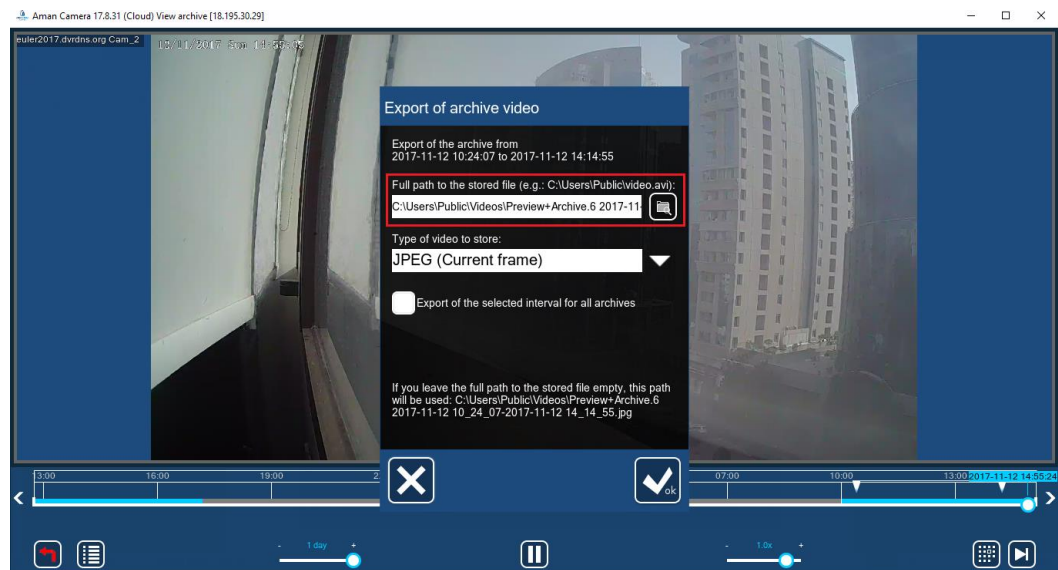 Aman Camera 17.8.31 (Cloud) View archive [18.195.30.29]
euler2017.dvrdns.org Cam_2
Export of archive video
Export of the archive from
2017-11-12 10:24:07 to 2017-11-12 14:14:55
Full path to the stored file (e.g.: C:\Users\Public\video.avi):
C:\Users\Public\Videos\Preview+Archive.6 2017-11-
Type of video to store:
JPEG (Current frame)
Export of the selected interval for all archives
If you leave the full path to the stored file empty, this path
will be used: C:\Users\Public\Videos\Preview+Archive.6
2017-11-12 10_24_07-2017-11-12 14_14_55.jpg
ok
13:00 16:00 19:00 07:00 10:00 13:00 2017-11-12 14:55:24
- 1 day + - 1.0x +